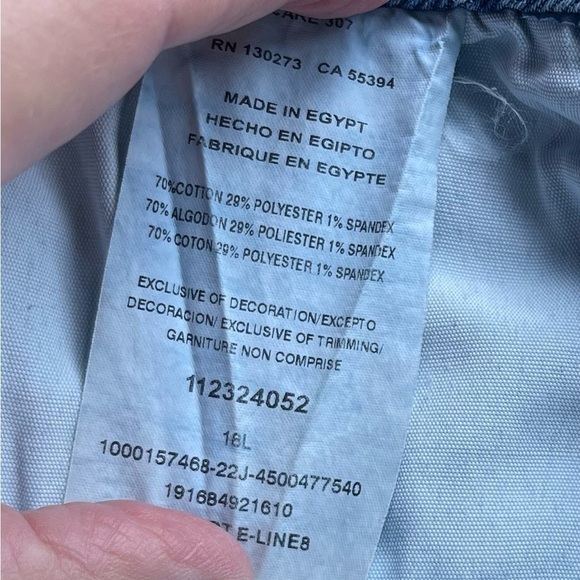 CARE 307
RN 130273 CA 55394
MADE IN EGYPT
HECHO EN EGIPTO
FABRIQUE EN EGYPTE
70%COTTON 29% POLYESTER 1% SPANDEX
70% ALGODON 29% POLIESTER 1% SPANDEX
70% COTON 29% POLYESTER 1% SPANDEX
EXCLUSIVE OF DECORATION/EXCEPTO
DECORACION/ EXCLUSIVE OF TRIMMING/
GARNITURE NON COMPRISE
112324052
18L
1000157468-22J-4500477540
191684921610
E-LINE8